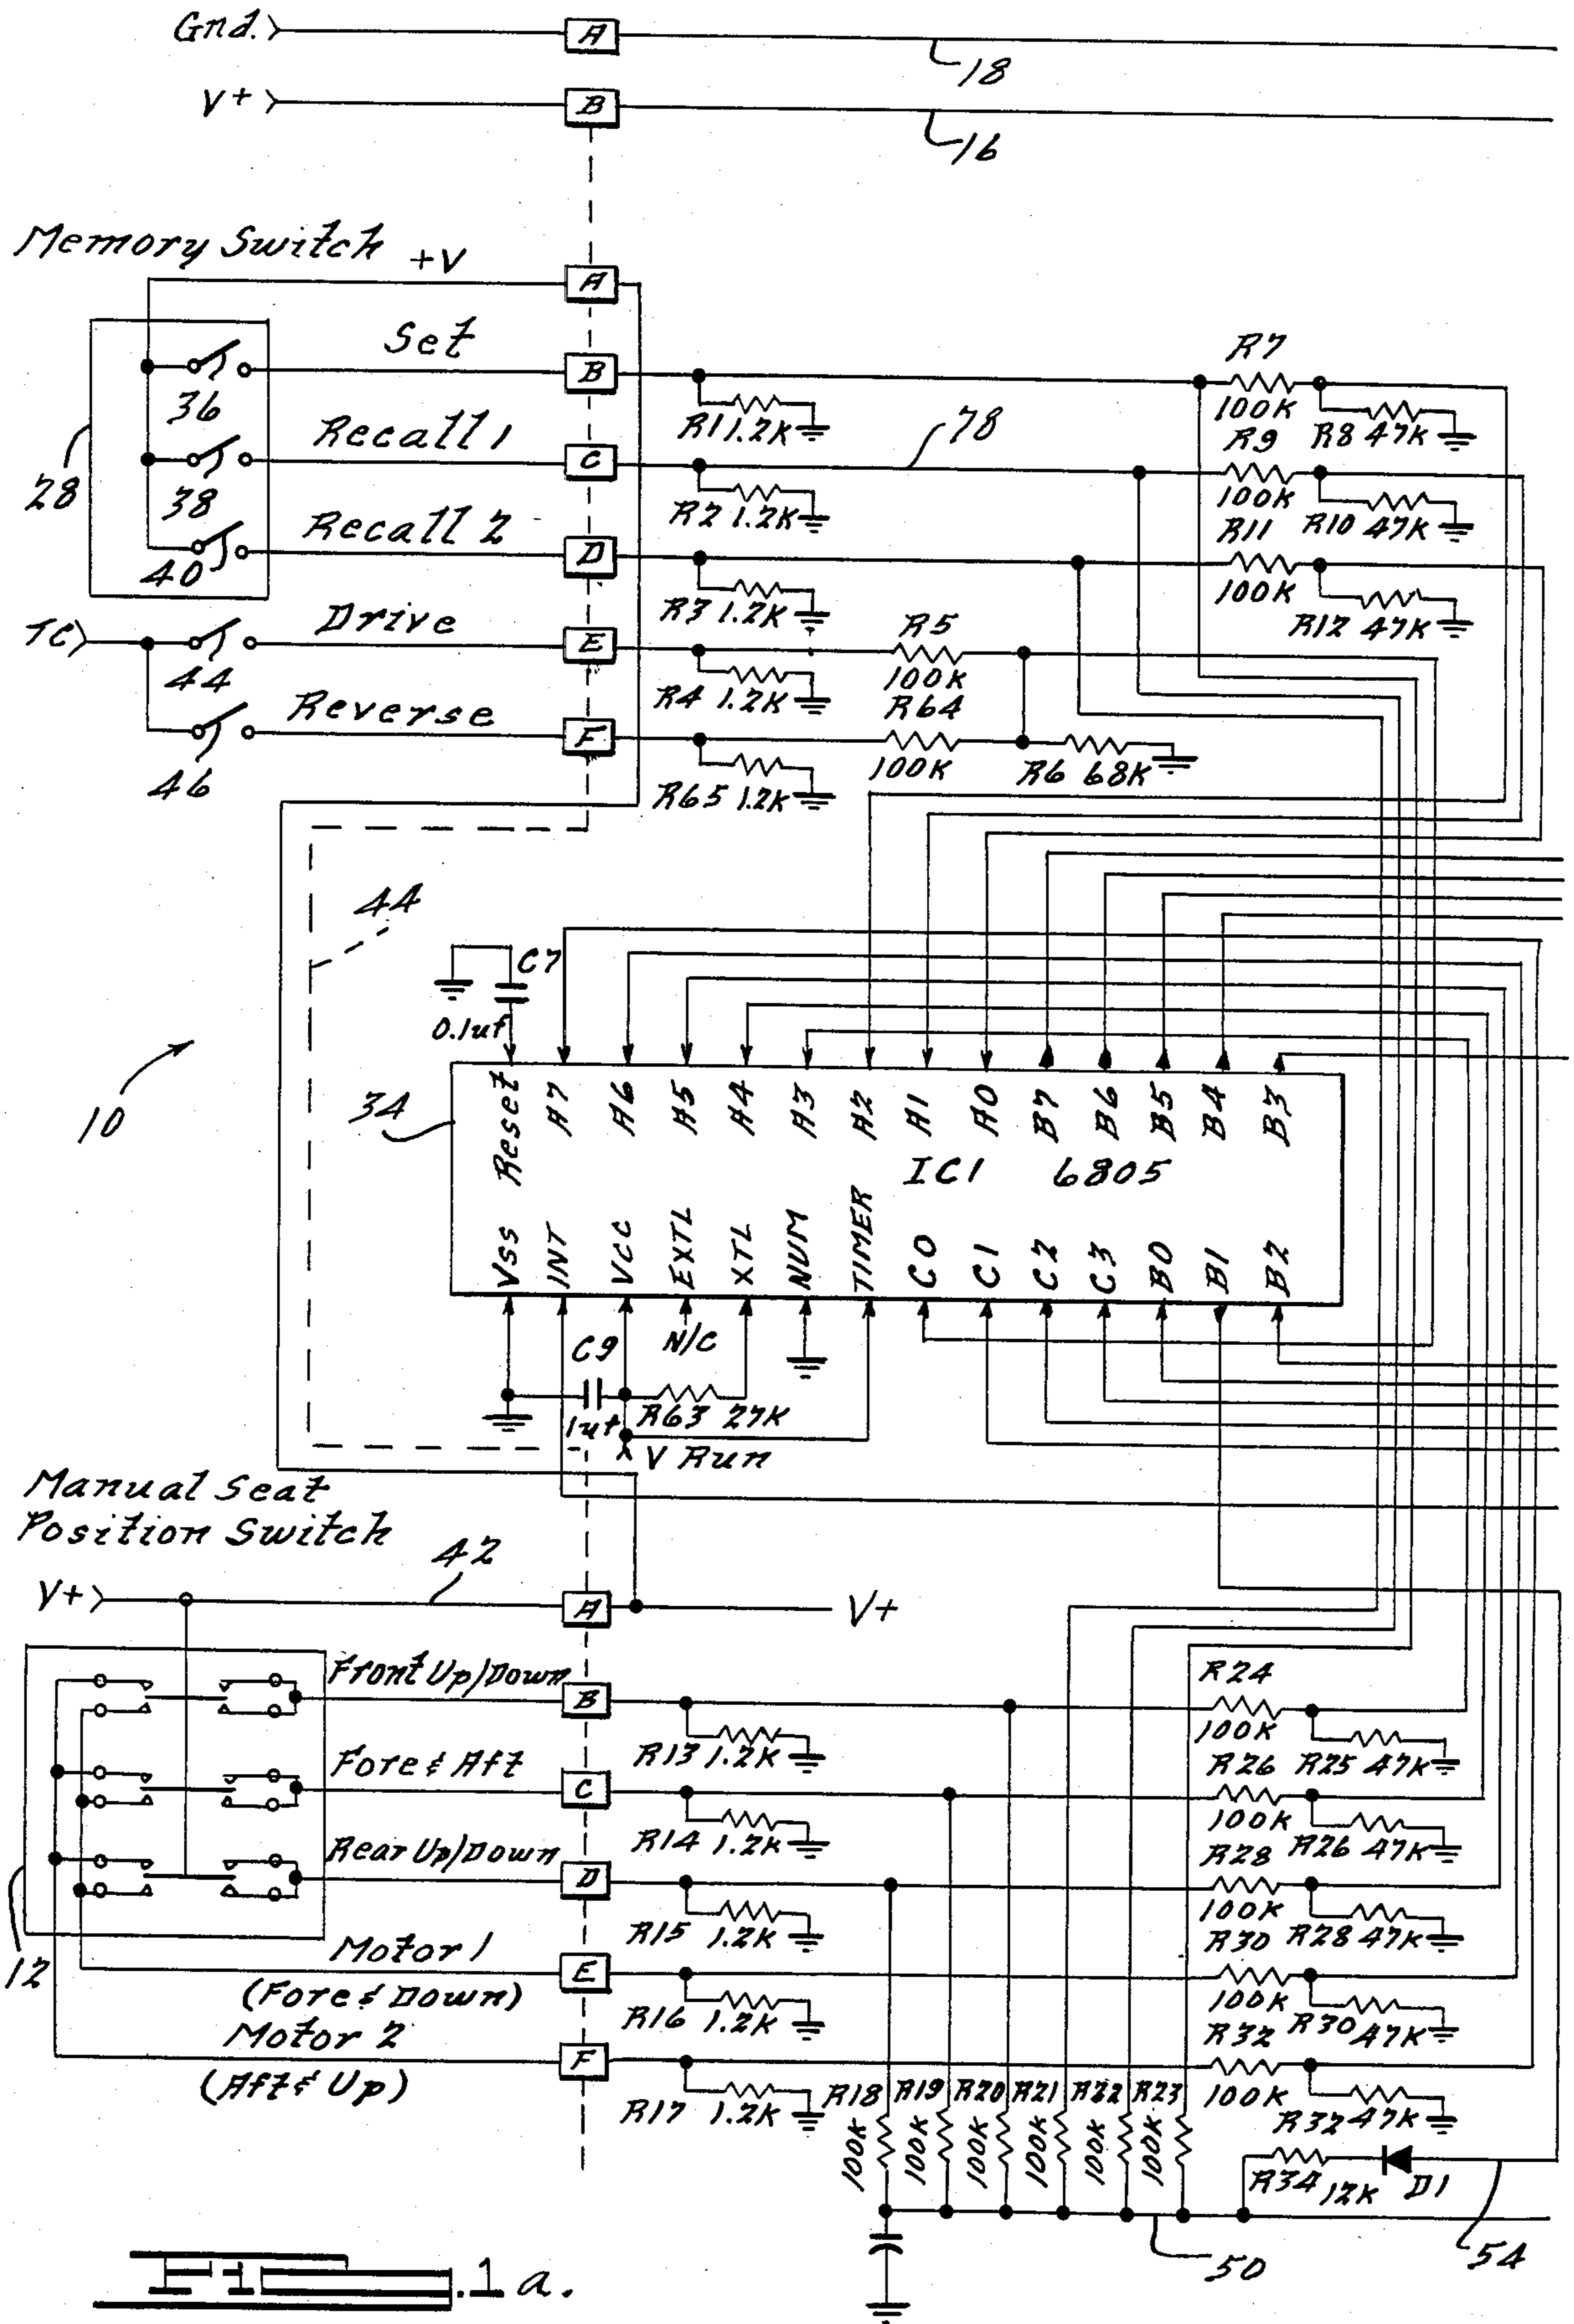 Gnd. A
18
V+ B
16
Memory Switch +V A
Set B
R7
100K
36
R1 1.2K
R8 47K
Recall 1 C
78
R9
100K
28
38
R2 1.2K
R10 47K
Recall 2 D
R11
100K
40
R3 1.2K
R12 47K
TC Drive E
R5
100K
44
R4 1.2K
R64
Reverse F
100K
R6 68K
46
R65 1.2K
44
C7
0.1uf
10
34
Reset A7 A6 A5 A4 A3 A2 A1 A0 B7 B6 B5 B4 B3
IC1 6805
Vss INT Vcc EXTL XTL NUM TIMER C0 C1 C2 C3 B0 B1 B2
N/C
C9
1uf
R63 27K
V Run
Manual Seat
Position Switch
42
V+ A V+
Front Up/Down B
R24
100K
R13 1.2K
R25 47K
Fore & Aft C
R26
100K
R14 1.2K
R26 47K
Rear Up/Down D
R28
100K
R15 1.2K
R28 47K
12
Motor 1 E
(Fore & Down)
R30
100K
R16 1.2K
R30 47K
Motor 2 F
(Aft & Up)
R32
100K
R17 1.2K
R32 47K
R18 R19 R20 R21 R22 R23
100K 100K 100K 100K 100K 100K
R34 12K D1
50
54
Fig. 1a.